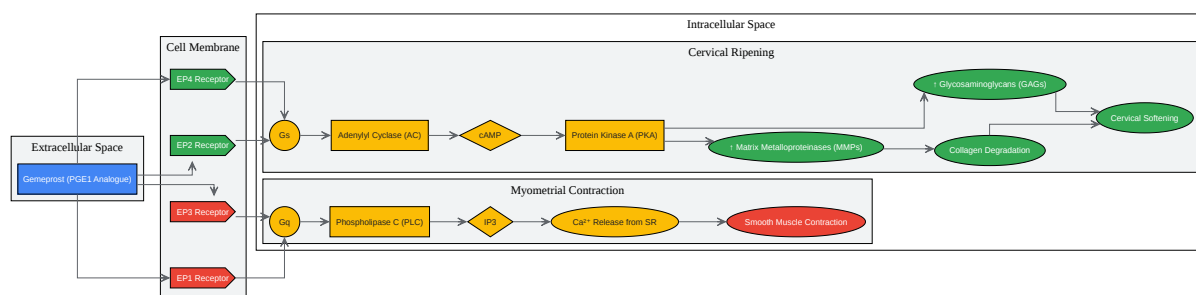 Intracellular Space
Cell Membrane
Cervical Ripening
EP4 Receptor
↑ Glycosaminoglycans (GAGs)
Cervical Softening
Gs
Adenylyl Cyclase (AC)
cAMP
Protein Kinase A (PKA)
Extracellular Space
EP2 Receptor
↑ Matrix Metalloproteinases (MMPs)
Collagen Degradation
Gemeprost (PGE1 Analogue)
Myometrial Contraction
EP3 Receptor
Gq
Phospholipase C (PLC)
IP3
Ca²⁺ Release from SR
Smooth Muscle Contraction
EP1 Receptor